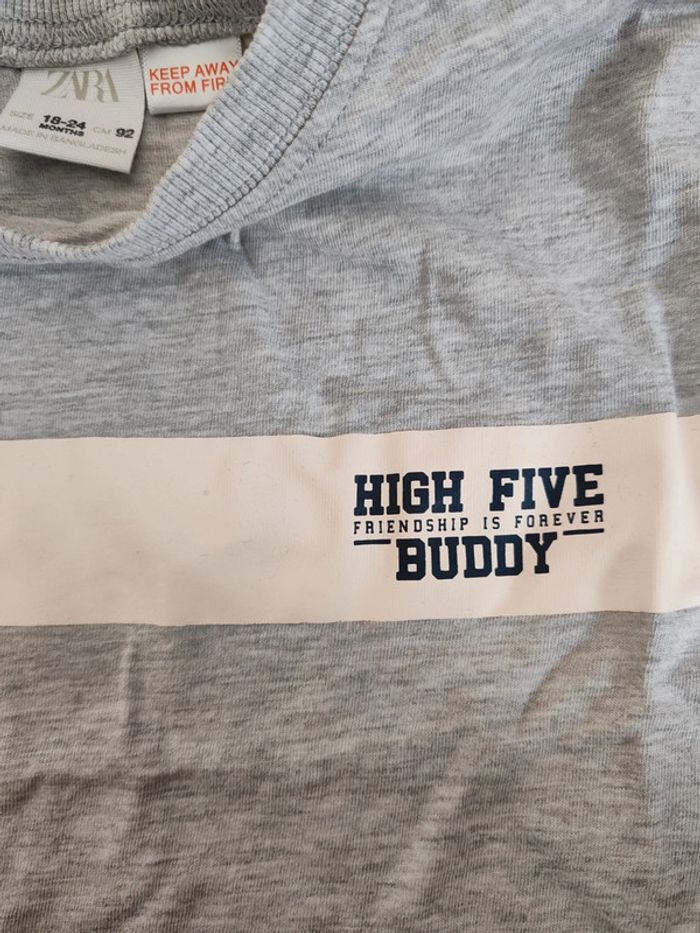 ZARA
SIZE 18-24 MONTHS CM 92
MADE IN BANGLADESH
KEEP AWAY
FROM
HIGH FIVE
FRIENDSHIP IS FOREVER
BUDDY